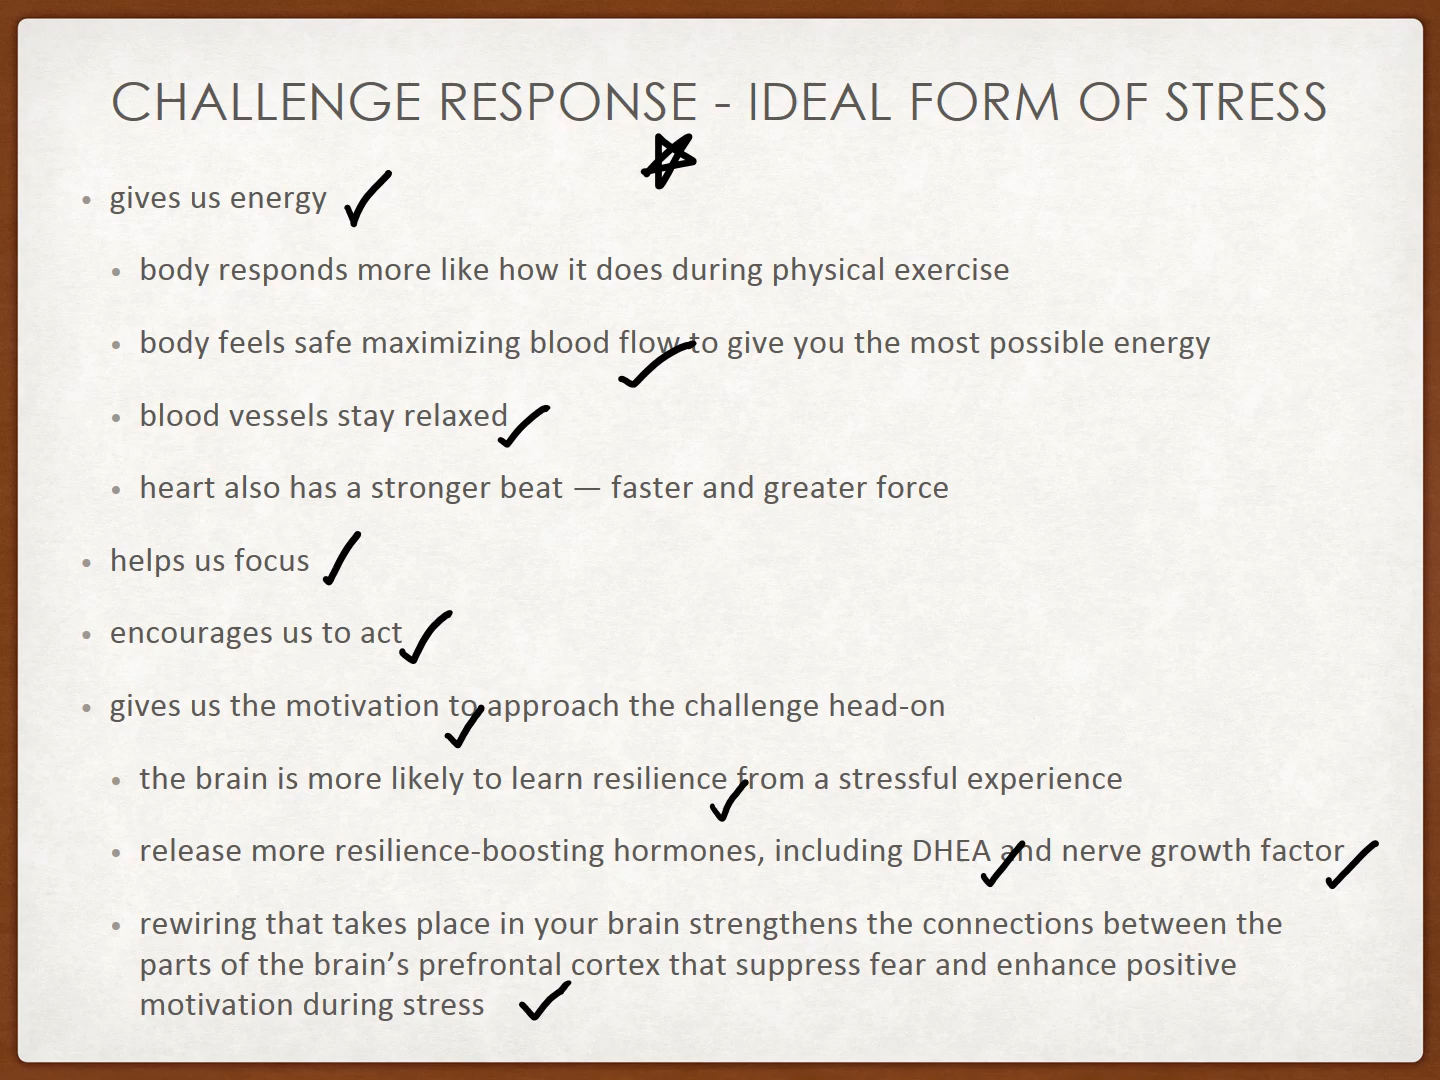 CHALLENGE RESPONSE - IDEAL FORM OF STRESS
• gives us energy
• body responds more like how it does during physical exercise
• body feels safe maximizing blood flow to give you the most possible energy
• blood vessels stay relaxed
• heart also has a stronger beat — faster and greater force
• helps us focus
• encourages us to act
• gives us the motivation to approach the challenge head-on
• the brain is more likely to learn resilience from a stressful experience
• release more resilience-boosting hormones, including DHEA and nerve growth factor
• rewiring that takes place in your brain strengthens the connections between the
parts of the brain’s prefrontal cortex that suppress fear and enhance positive
motivation during stress